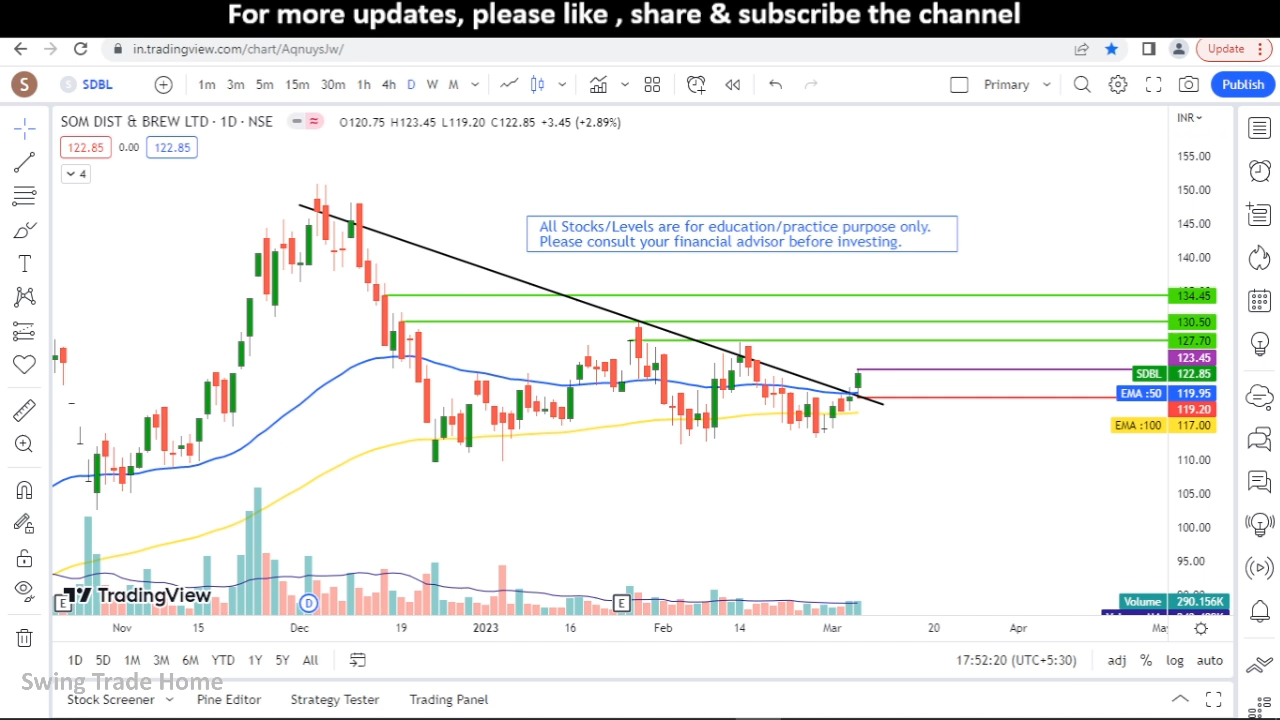 For more updates, please like , share & subscribe the channel
in.tradingview.com/chart/AqnuysJw/
Update
S
S SDBL
1m 3m 5m 15m 30m 1h 4h D W M
Primary
Publish
SOM DIST & BREW LTD · 1D · NSE
O120.75 H123.45 L119.20 C122.85 +3.45 (+2.89%)
INR
122.85 0.00 122.85
4
155.00
150.00
145.00
140.00
All Stocks/Levels are for education/practice purpose only.
Please consult your financial advisor before investing.
134.45
130.50
127.70
123.45
SDBL 122.85
EMA :50 119.95
119.20
EMA :100 117.00
110.00
105.00
100.00
95.00
TradingView
E
D
E
Volume 290.156K
Nov 15 Dec 19 2023 16 Feb 14 Mar 20 Apr
1D 5D 1M 3M 6M YTD 1Y 5Y All
17:52:20 (UTC+5:30) adj % log auto
Swing Trade Home
Stock Screener Pine Editor Strategy Tester Trading Panel